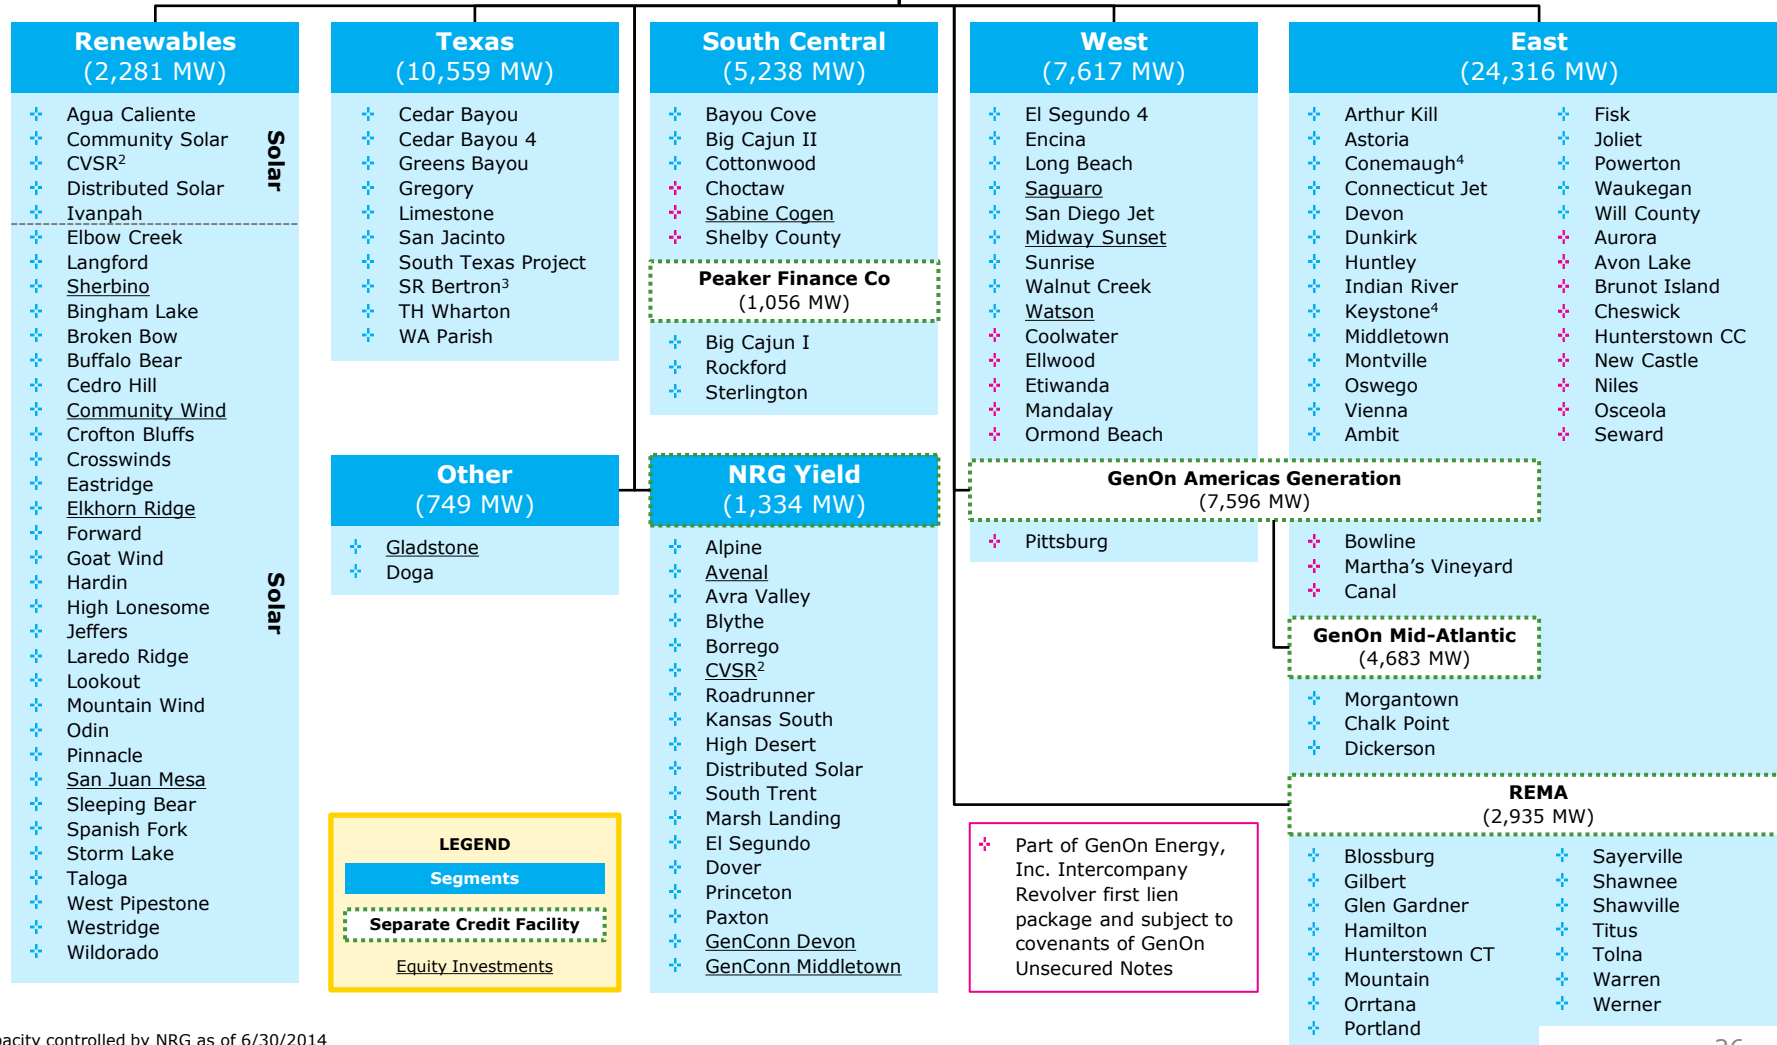 Renewables
(2,281 MW)
Agua Caliente
Community Solar
CVSR2
Distributed Solar
Ivanpah
Solar
Elbow Creek
Langford
Sherbino
Bingham Lake
Broken Bow
Buffalo Bear
Cedro Hill
Community Wind
Crofton Bluffs
Crosswinds
Eastridge
Elkhorn Ridge
Forward
Goat Wind
Hardin
High Lonesome
Jeffers
Laredo Ridge
Lookout
Mountain Wind
Odin
Pinnacle
San Juan Mesa
Sleeping Bear
Spanish Fork
Storm Lake
Taloga
West Pipestone
Westridge
Wildorado
Solar
Texas
(10,559 MW)
Cedar Bayou
Cedar Bayou 4
Greens Bayou
Gregory
Limestone
San Jacinto
South Texas Project
SR Bertron3
TH Wharton
WA Parish
Other
(749 MW)
Gladstone
Doga
LEGEND
Segments
Separate Credit Facility
Equity Investments
South Central
(5,238 MW)
Bayou Cove
Big Cajun II
Cottonwood
Choctaw
Sabine Cogen
Shelby County
Peaker Finance Co
(1,056 MW)
Big Cajun I
Rockford
Sterlington
NRG Yield
(1,334 MW)
Alpine
Avenal
Avra Valley
Blythe
Borrego
CVSR2
Roadrunner
Kansas South
High Desert
Distributed Solar
South Trent
Marsh Landing
El Segundo
Dover
Princeton
Paxton
GenConn Devon
GenConn Middletown
West
(7,617 MW)
El Segundo 4
Encina
Long Beach
Saguaro
San Diego Jet
Midway Sunset
Sunrise
Walnut Creek
Watson
Coolwater
Ellwood
Etiwanda
Mandalay
Ormond Beach
GenOn Americas Generation
(7,596 MW)
Pittsburg
Part of GenOn Energy,
Inc. Intercompany
Revolver first lien
package and subject to
covenants of GenOn
Unsecured Notes
East
(24,316 MW)
Arthur Kill
Astoria
Conemaugh4
Connecticut Jet
Devon
Dunkirk
Huntley
Indian River
Keystone4
Middletown
Montville
Oswego
Vienna
Ambit
Fisk
Joliet
Powerton
Waukegan
Will County
Aurora
Avon Lake
Brunot Island
Cheswick
Hunterstown CC
New Castle
Niles
Osceola
Seward
Bowline
Martha’s Vineyard
Canal
GenOn Mid-Atlantic
(4,683 MW)
Morgantown
Chalk Point
Dickerson
REMA
(2,935 MW)
Blossburg
Gilbert
Glen Gardner
Hamilton
Hunterstown CT
Mountain
Orrtana
Portland
Sayerville
Shawnee
Shawville
Titus
Tolna
Warren
Werner
controlled by NRG as of 6/30/2014